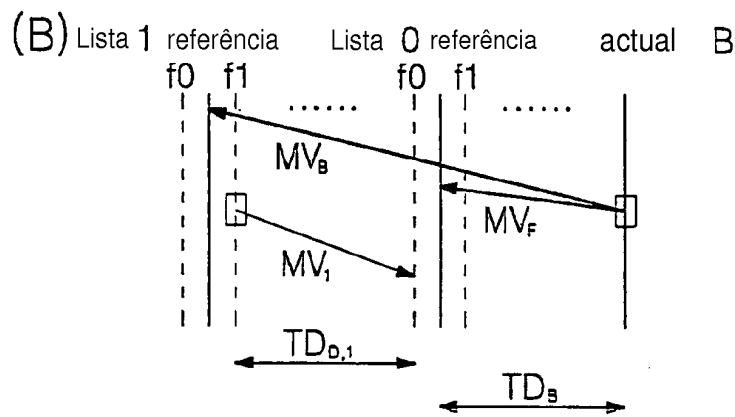 (B) Lista 1 referência Lista 0 referência actual B
f0 f1 ...... f0 f1 ......
MV_B
MV_F
MV_1
TD_D,1
TD_B